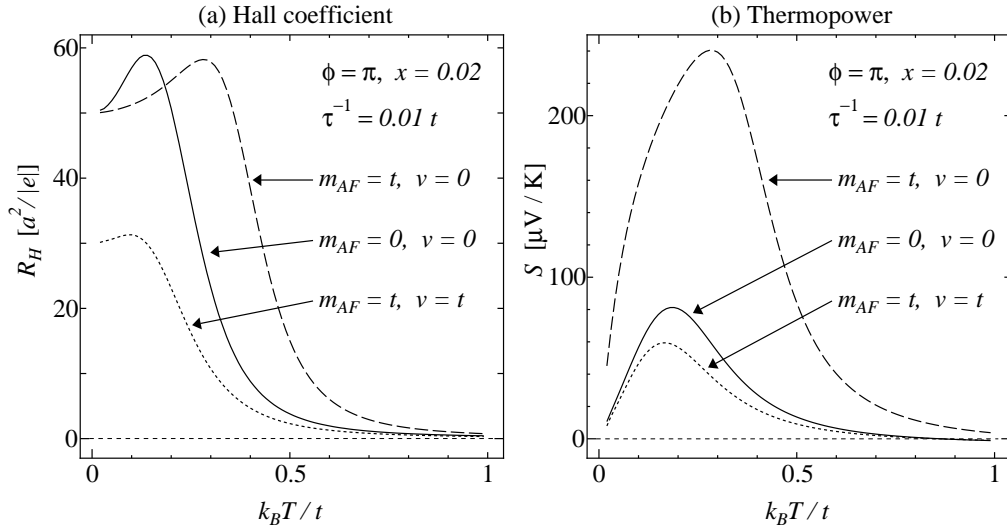 (a) Hall coefficient
R_H [a²/|e|]
60
40
20
0
ϕ = π, x = 0.02
τ⁻¹ = 0.01 t
m_AF = t, v = 0
m_AF = 0, v = 0
m_AF = t, v = t
0
0.5
1
k_B T / t
(b) Thermopower
S [μV / K]
200
100
0
ϕ = π, x = 0.02
τ⁻¹ = 0.01 t
m_AF = t, v = 0
m_AF = 0, v = 0
m_AF = t, v = t
0
0.5
1
k_B T / t